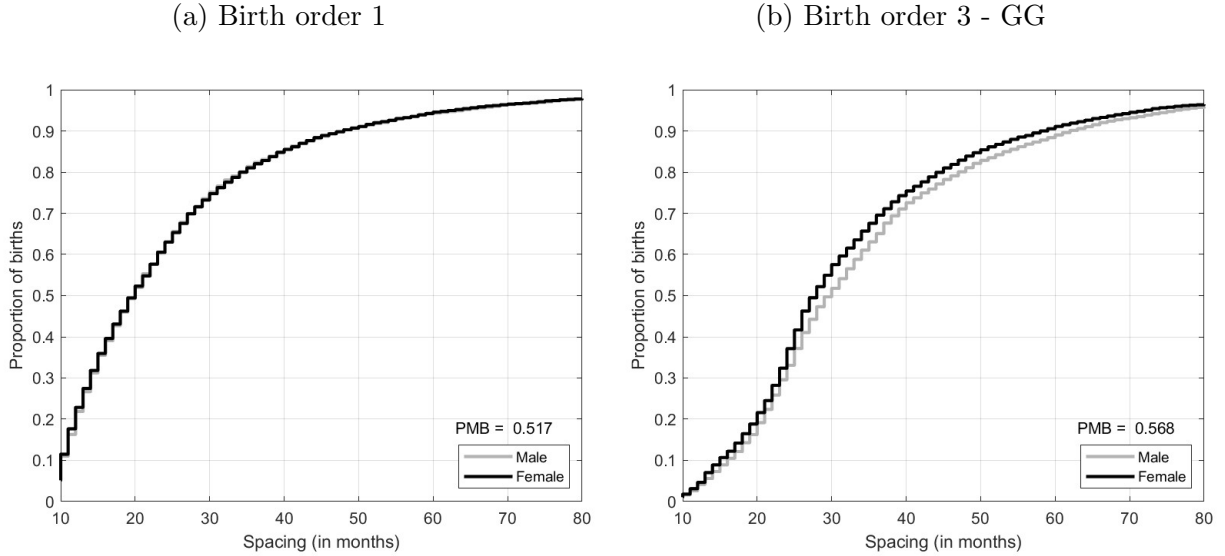 (a) Birth order 1
1
0.9
0.8
0.7
0.6
0.5
0.4
0.3
0.2
0.1
0
Proportion of births
PMB = 0.517
Male
Female
10 20 30 40 50 60 70 80
Spacing (in months)
(b) Birth order 3 - GG
1
0.9
0.8
0.7
0.6
0.5
0.4
0.3
0.2
0.1
0
Proportion of births
PMB = 0.568
Male
Female
10 20 30 40 50 60 70 80
Spacing (in months)